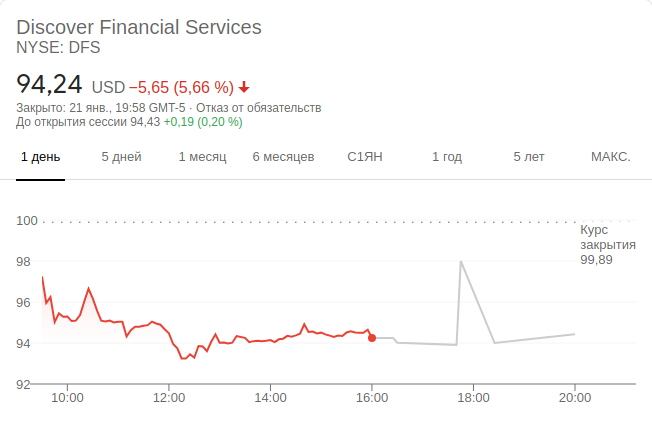 Discover Financial Services
NYSE: DFS
94,24 USD −5,65 (5,66 %)
Закрыто: 21 янв., 19:58 GMT-5 · Отказ от обязательств
До открытия сессии 94,43 +0,19 (0,20 %)
1 день 5 дней 1 месяц 6 месяцев С1ЯН 1 год 5 лет МАКС.
100
Курс
закрытия
99,89
98
96
94
92
10:00 12:00 14:00 16:00 18:00 20:00